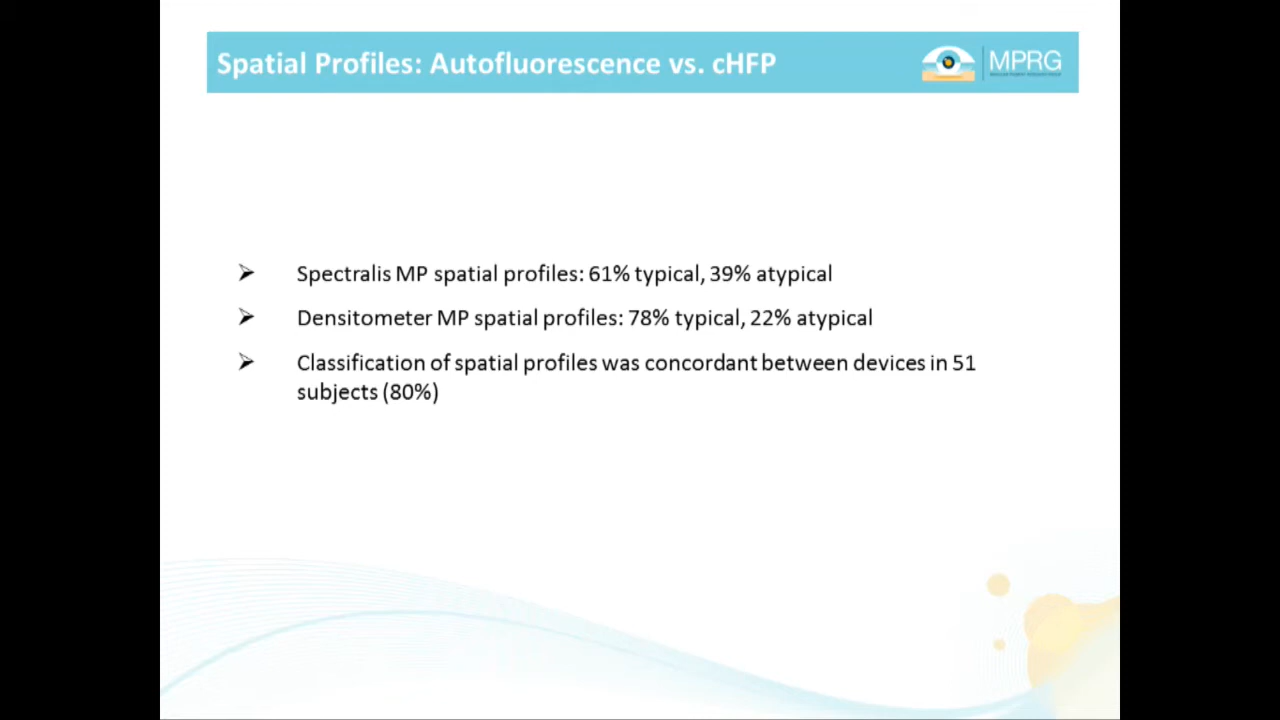 Spatial Profiles: Autofluorescence vs. cHFP
MPRG
Spectralis MP spatial profiles: 61% typical, 39% atypical
Densitometer MP spatial profiles: 78% typical, 22% atypical
Classification of spatial profiles was concordant between devices in 51
subjects (80%)